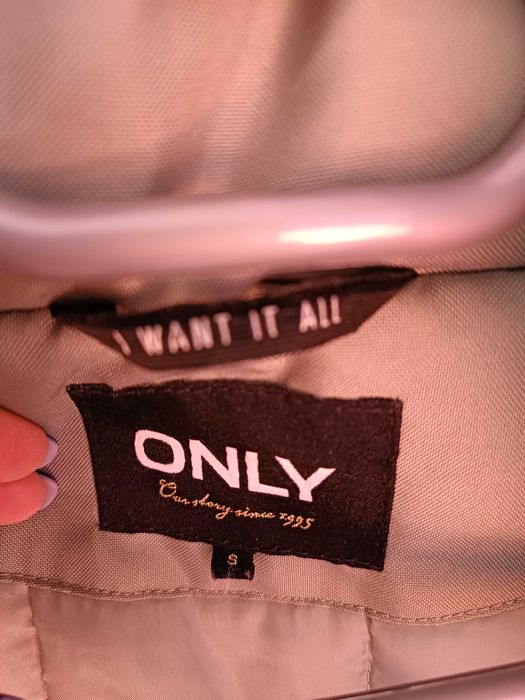 I WANT IT ALL
ONLY
Our story since 1995
S